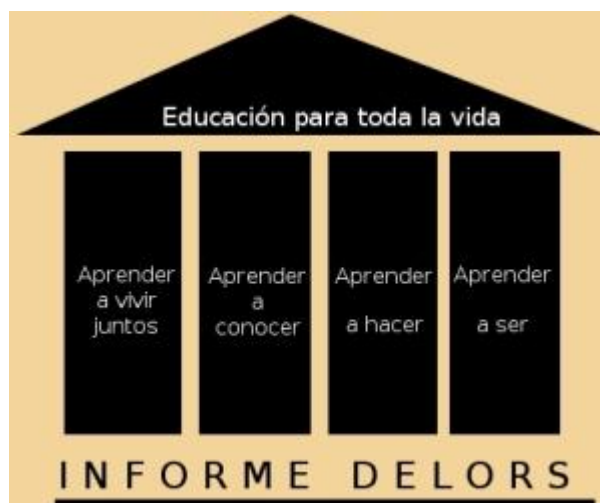 Educación para toda la vida
Aprender
a vivir
juntos
Aprender
a
conocer
Aprender
a hacer
Aprender
a ser
INFORME DELORS